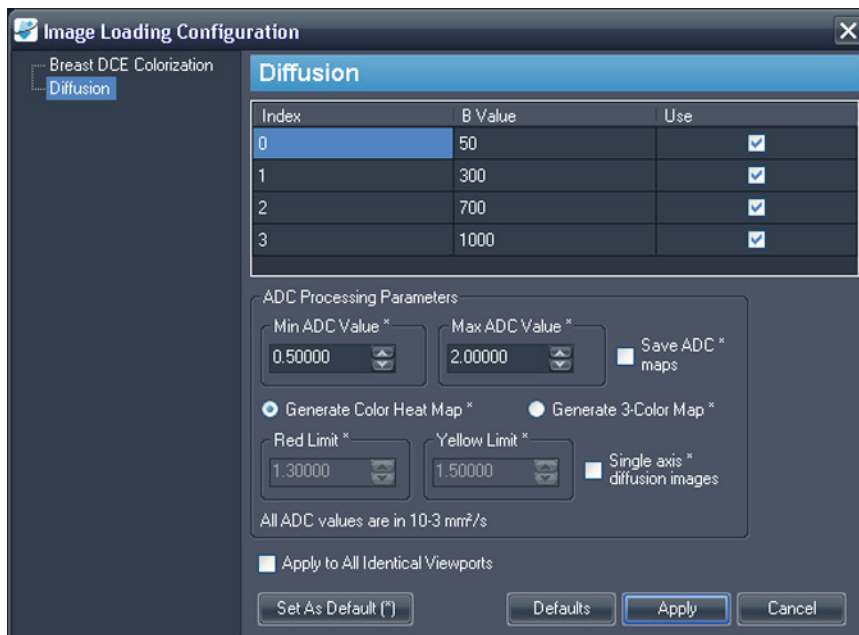 Image Loading Configuration
Breast DCE Colorization
Diffusion
Diffusion
Index B Value Use
0 50
1 300
2 700
3 1000
ADC Processing Parameters
Min ADC Value * Max ADC Value *
0.50000 2.00000 Save ADC *
maps
Generate Color Heat Map * Generate 3-Color Map *
Red Limit * Yellow Limit *
1.30000 1.50000 Single axis *
diffusion images
All ADC values are in 10-3 mm²/s
Apply to All Identical Viewports
Set As Default (*) Defaults Apply Cancel